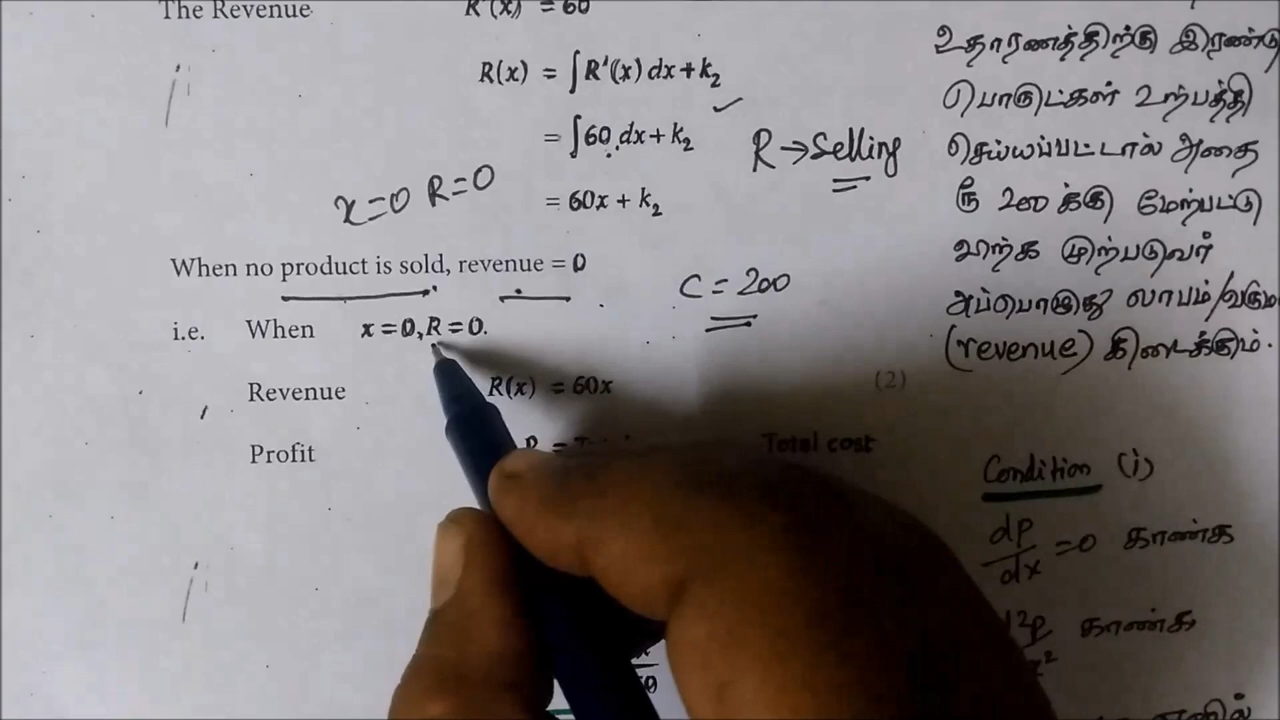 The Revenue R'(x) = 60
R(x) = ∫R'(x) dx + k₂
= ∫60 dx + k₂
= 60x + k₂
x=0 R=0
R → Selling
When no product is sold, revenue = 0
C = 200
i.e. When x = 0, R = 0.
Revenue R(x) = 60x (2)
Profit P = Total cost
உதாரணத்திற்கு இரண்டு
பொருட்கள் உற்பத்தி
செய்யப்பட்டால் அதை
ரூ 200க்கு மேற்பட்டு
விற்க முற்படுவர்
அப்பொழுது லாபம்/வரும
(revenue) கிடைக்கும்.
Condition (i)
dp/dx = 0 காண்க
காண்க